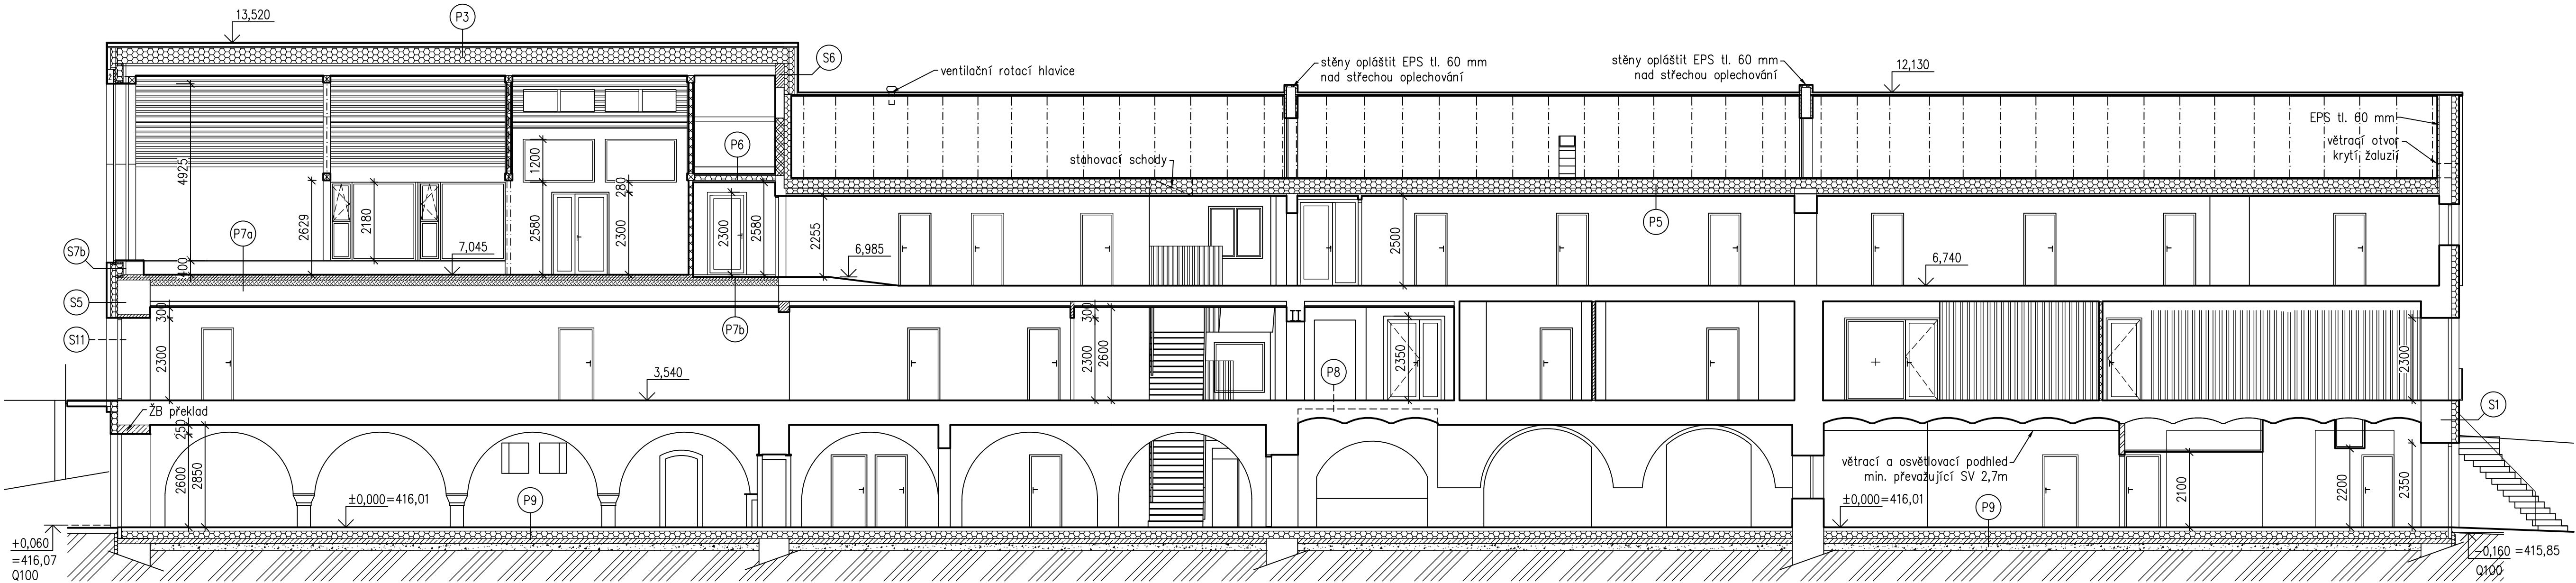 13,520
P3
S6
ventilační rotací hlavice
stěny opláštit EPS tl. 60 mm
nad střechou oplechování
stěny opláštit EPS tl. 60 mm
nad střechou oplechování
12,130
EPS tl. 60 mm
větrací otvor
krytí žaluzií
4925
1200
P6
stahovací schody
280
2629
2180
2580
2300
2300
2580
2255
2500
P5
S7b
P7a
7,045
6,985
6,740
400
S5
P7b
300
300
S11
2300
2300
2600
2350
2300
P8
3,540
S1
ŽB překlad
250
2600
2850
větrací a osvětlovací podhled
min. převažující SV 2,7m
2100
2200
2350
±0,000=416,01
P9
±0,000=416,01
P9
+0,060
=416,07
Q100
-0,160 =415,85
Q100